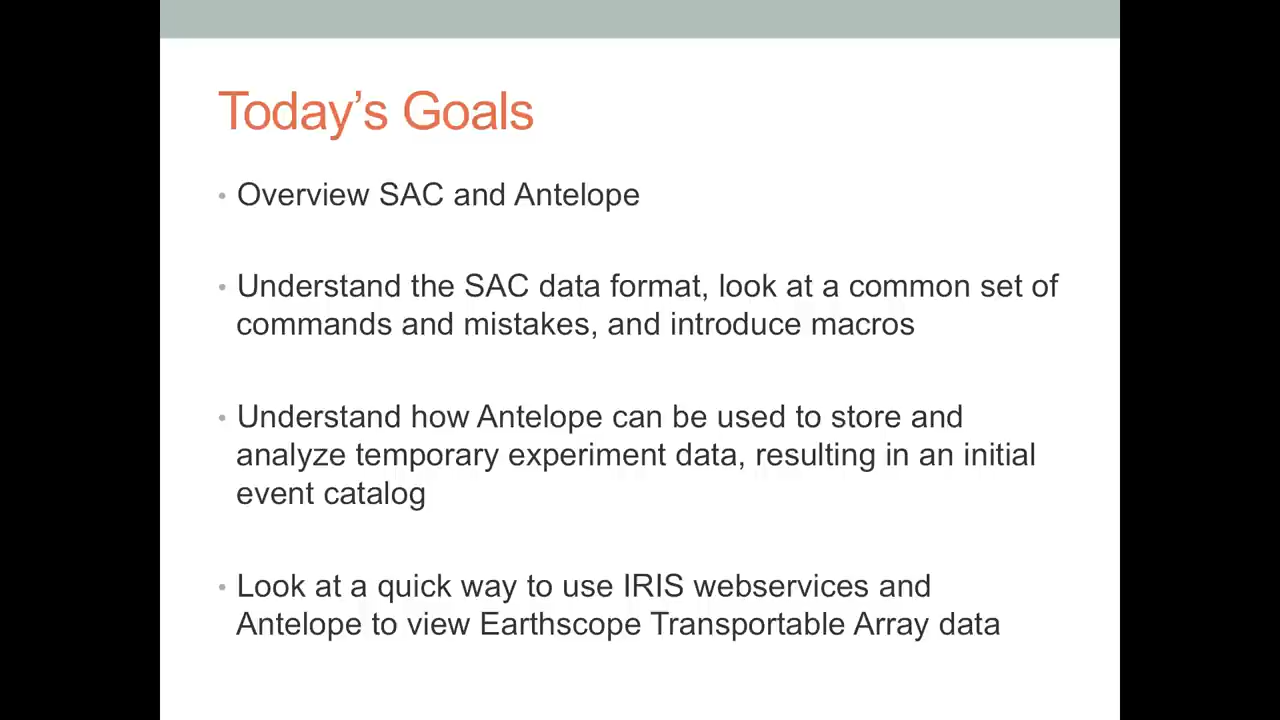 Today’s Goals
• Overview SAC and Antelope
• Understand the SAC data format, look at a common set of
commands and mistakes, and introduce macros
• Understand how Antelope can be used to store and
analyze temporary experiment data, resulting in an initial
event catalog
• Look at a quick way to use IRIS webservices and
Antelope to view Earthscope Transportable Array data